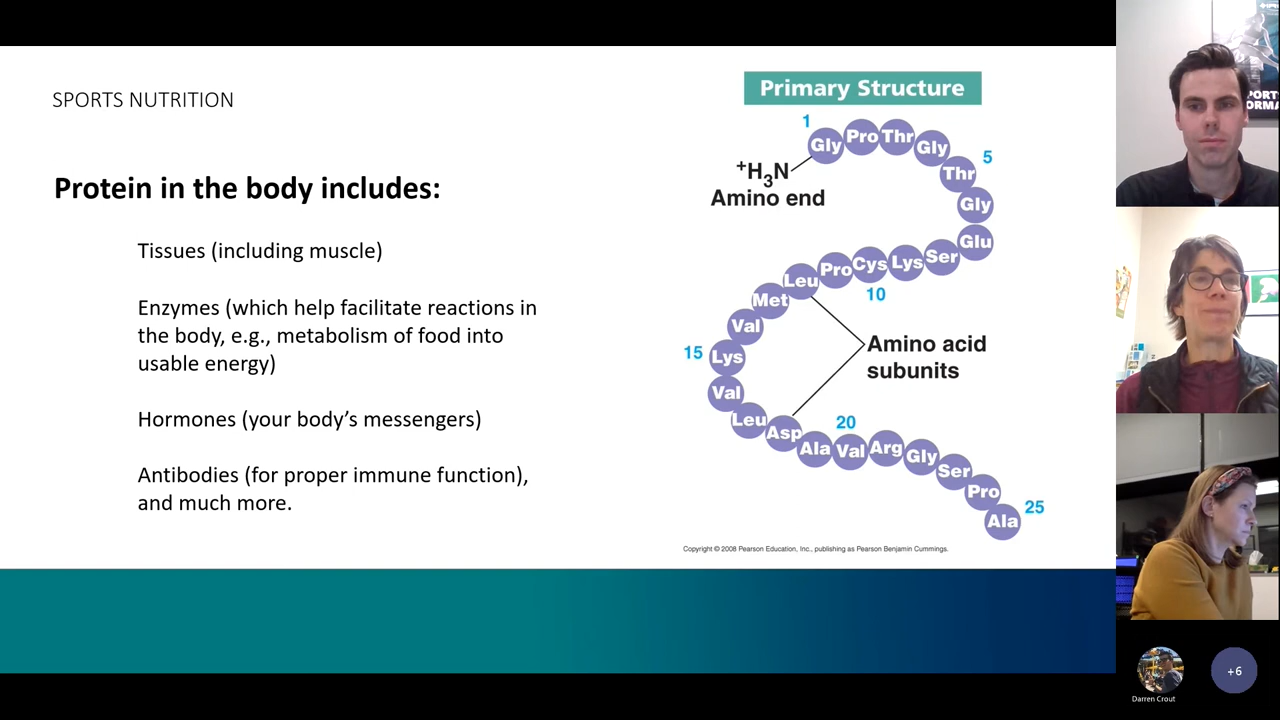 SPORTS NUTRITION
Protein in the body includes:
Tissues (including muscle)
Enzymes (which help facilitate reactions in
the body, e.g., metabolism of food into
usable energy)
Hormones (your body’s messengers)
Antibodies (for proper immune function),
and much more.
Primary Structure
1
Gly Pro Thr Gly
5
Thr
Gly
Glu
Ser
Lys
Cys
10
Pro
Leu
Met
Val
15
Lys
Val
Leu
Asp
Ala
20
Val
Arg
Gly
Ser
Pro
25
Ala
+H3N
Amino end
Amino acid
subunits
Copyright © 2008 Pearson Education, Inc., publishing as Pearson Benjamin Cummings.
Darren Crout
+6